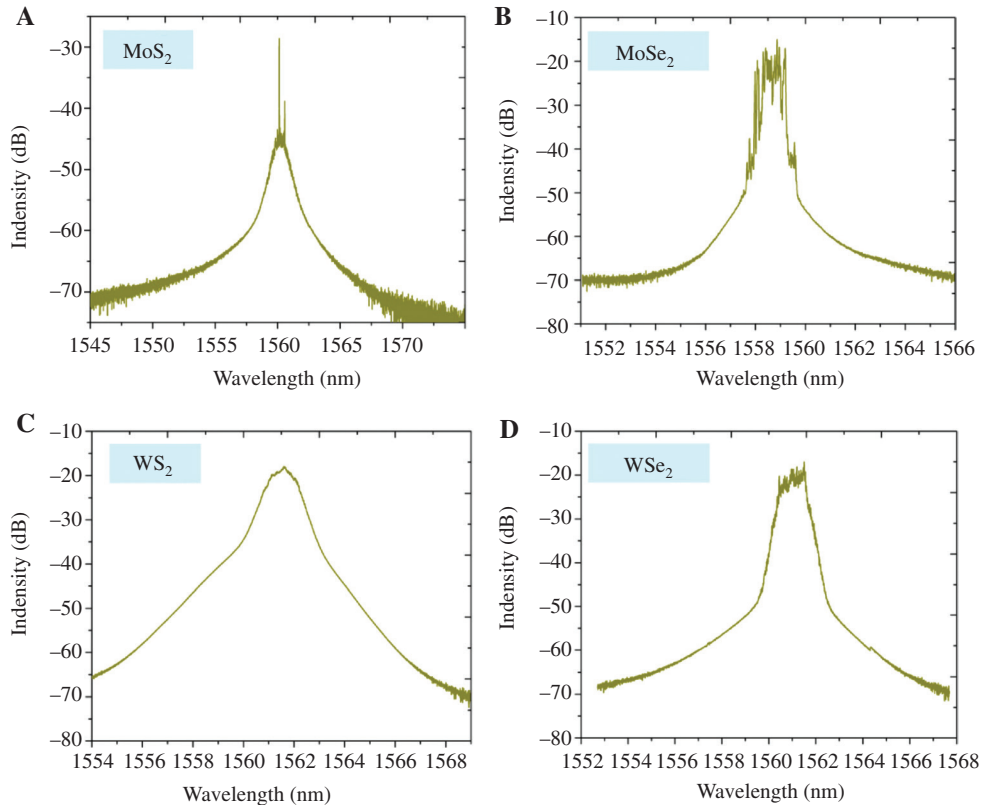 A
MoS2
Indensity (dB)
–30
–40
–50
–60
–70
1545 1550 1555 1560 1565 1570
Wavelength (nm)
B
MoSe2
Indensity (dB)
–10
–20
–30
–40
–50
–60
–70
–80
1552 1554 1556 1558 1560 1562 1564 1566
Wavelength (nm)
C
WS2
Indensity (dB)
–10
–20
–30
–40
–50
–60
–70
–80
1554 1556 1560 1562 1564 1566 1568
Wavelength (nm)
D
WSe2
Indensity (dB)
–10
–20
–30
–40
–50
–60
–70
–80
1552 1554 1556 1558 1560 1562 1564 1566 1568
Wavelength (nm)